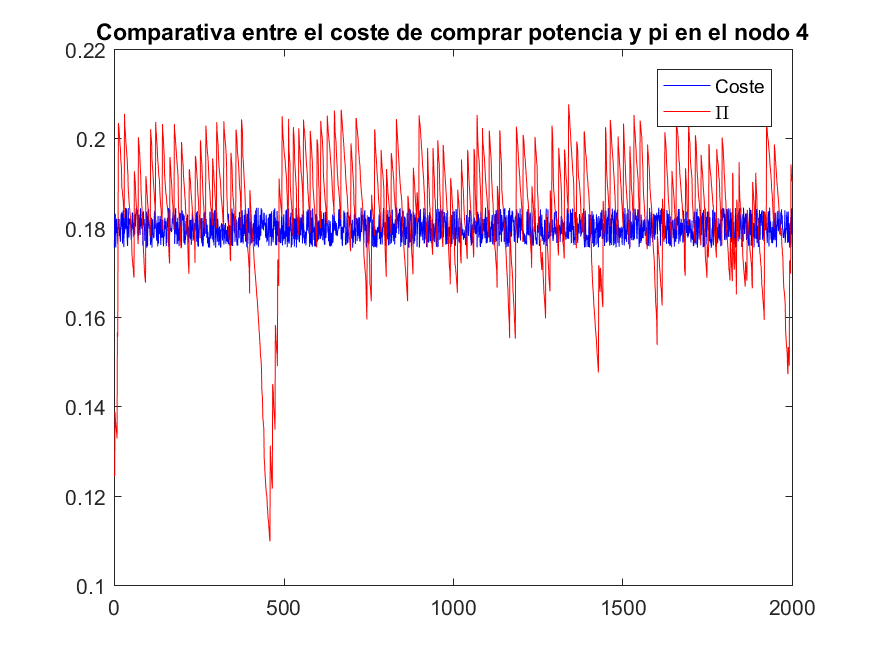 Comparativa entre el coste de comprar potencia y pi en el nodo 4
0.22
Coste
Π
0.2
0.18
0.16
0.14
0.12
0.1
0 500 1000 1500 2000